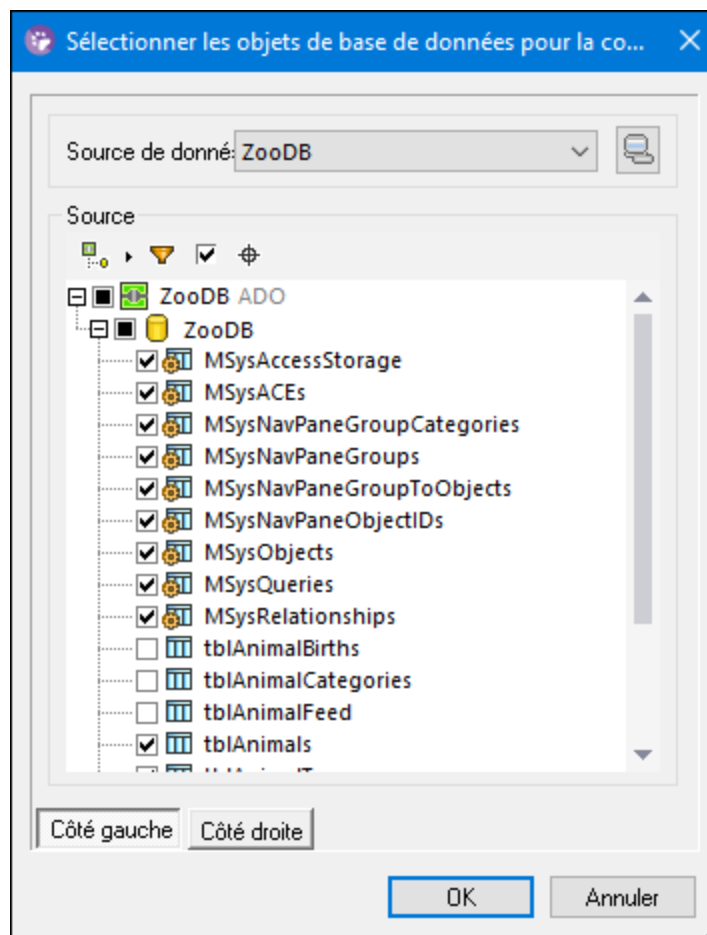 Sélectionner les objets de base de données pour la co...
Source de donné
ZooDB
Source
ZooDB ADO
ZooDB
MSysAccessStorage
MSysACEs
MSysNavPaneGroupCategories
MSysNavPaneGroups
MSysNavPaneGroupToObjects
MSysNavPaneObjectIDs
MSysObjects
MSysQueries
MSysRelationships
tblAnimalBirths
tblAnimalCategories
tblAnimalFeed
tblAnimals
Côté gauche
Côté droite
OK
Annuler